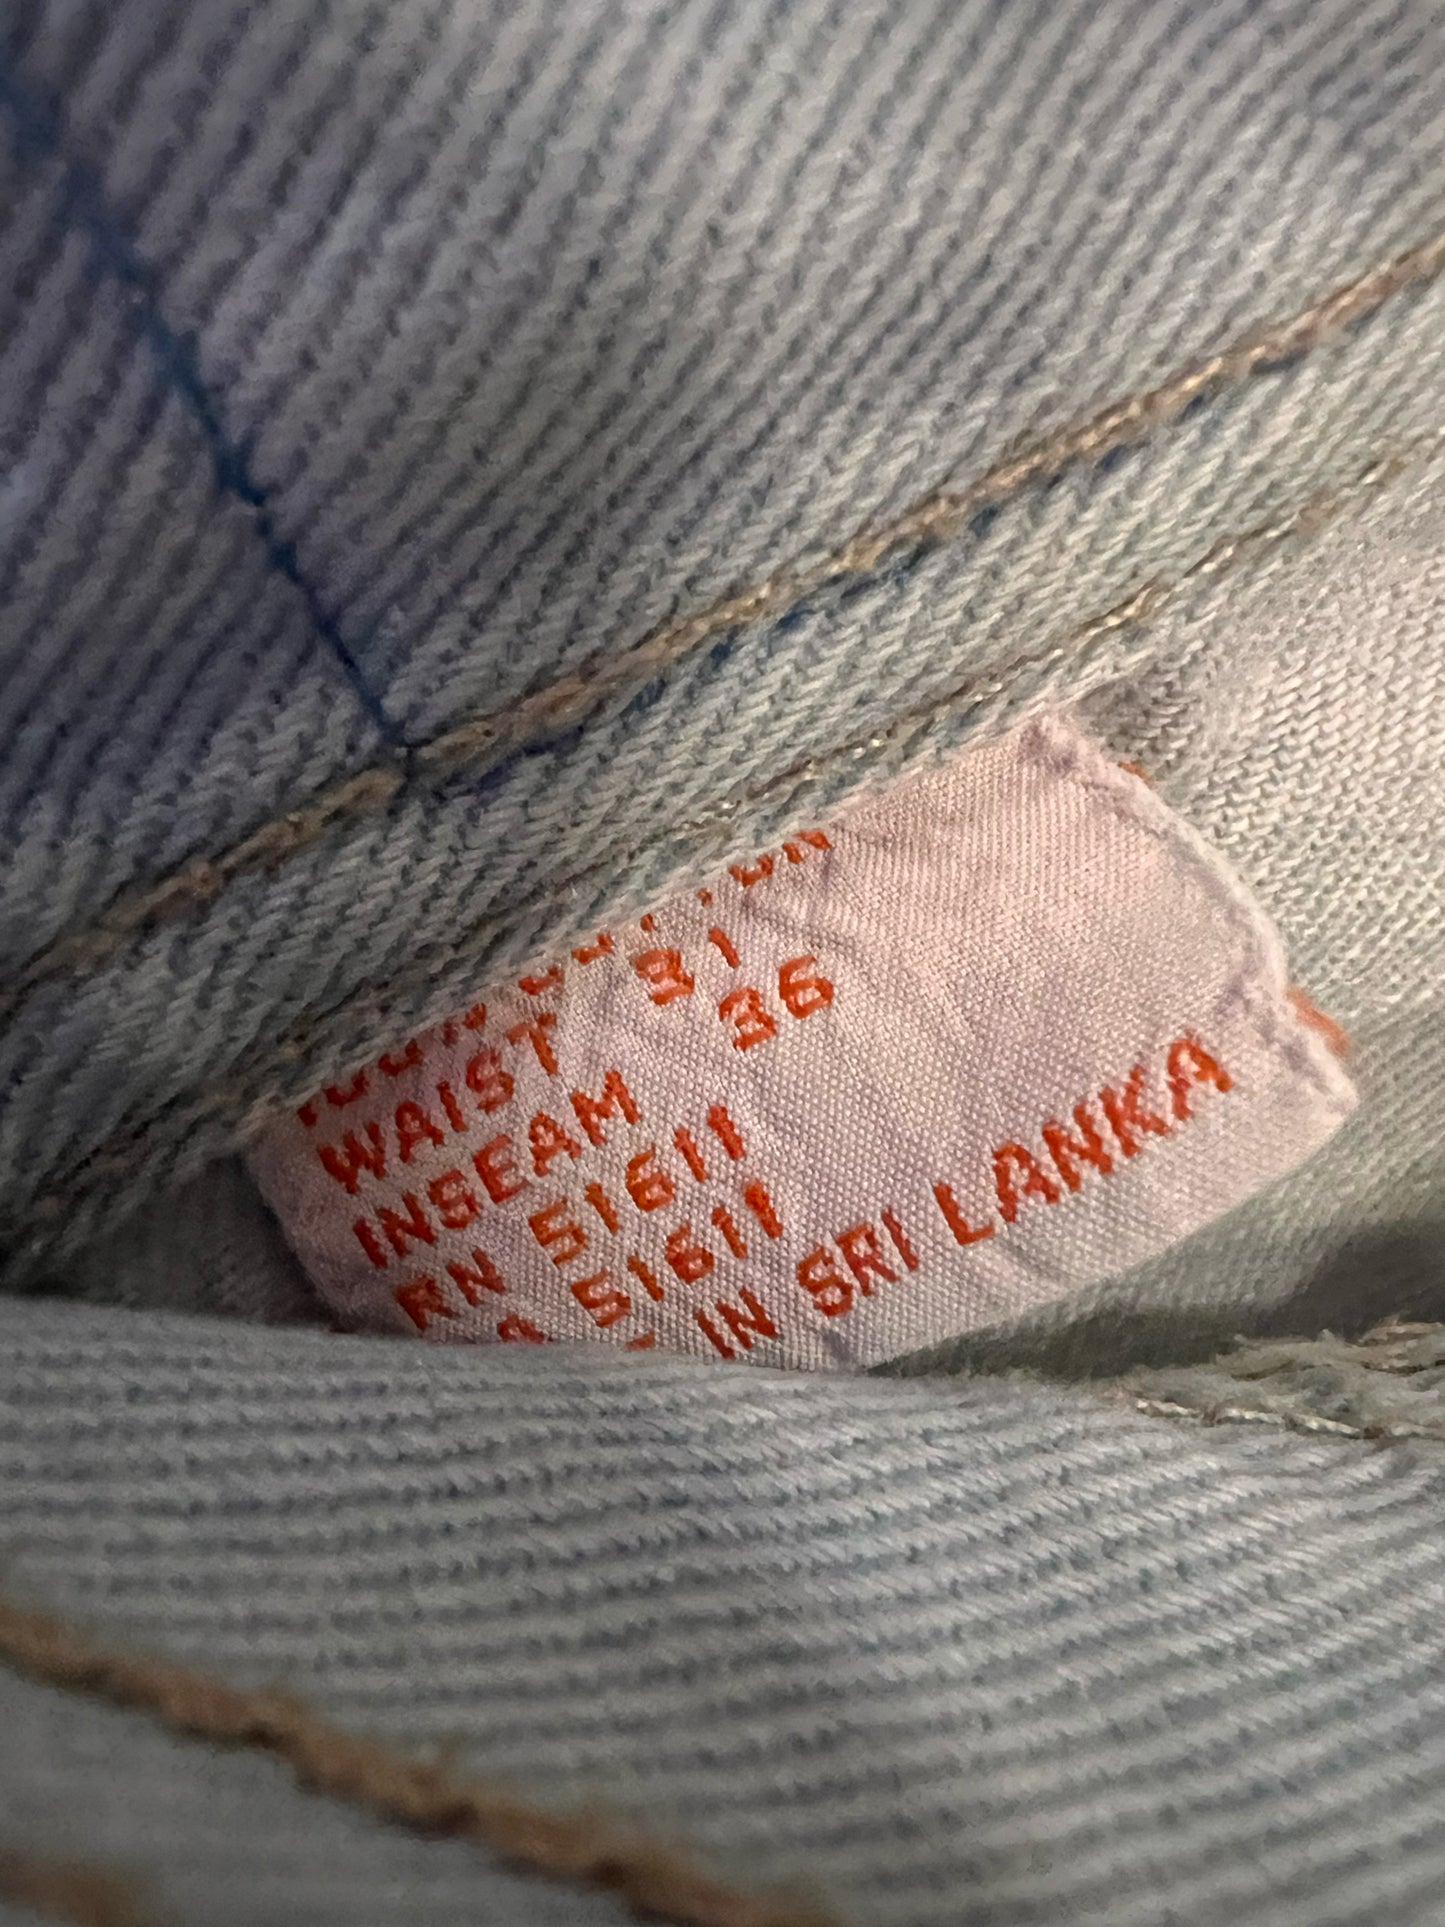 WAIST 31
INSEAM 36
RN 51611
51611
IN SRI LANKA